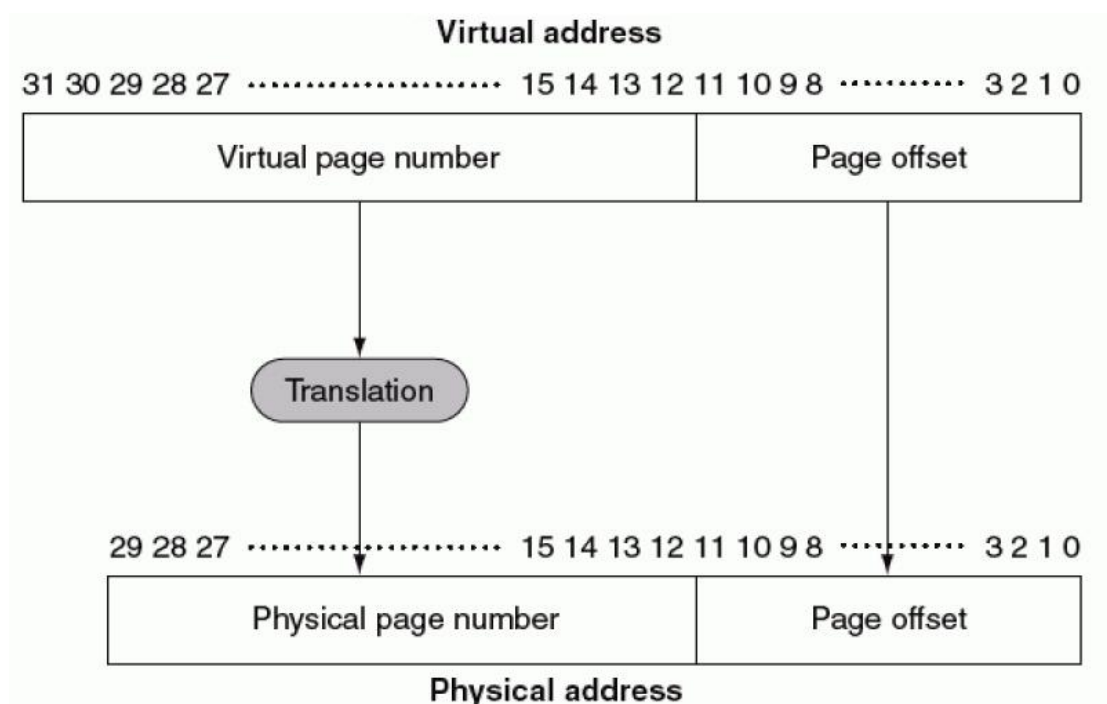 Virtual address
31 30 29 28 27 ........................ 15 14 13 12 11 10 9 8 ............ 3 2 1 0
Virtual page number Page offset
Translation
29 28 27 ........................ 15 14 13 12 11 10 9 8 ............ 3 2 1 0
Physical page number Page offset
Physical address